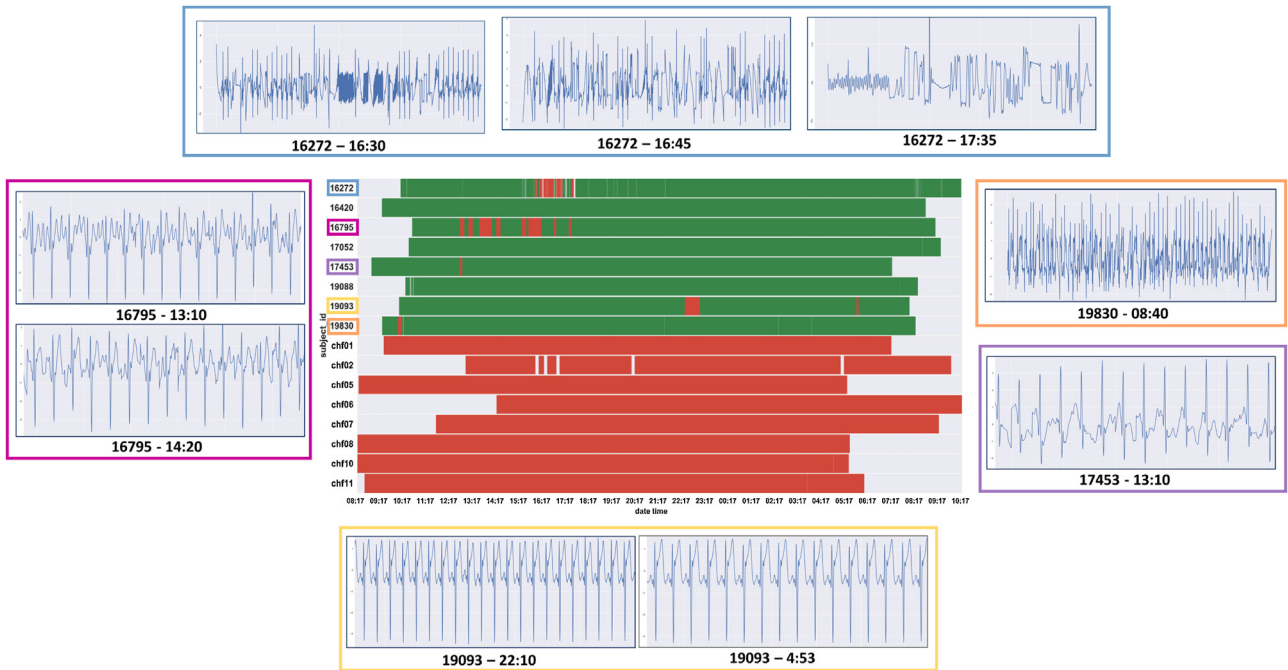 16272 – 16:30
16272 – 16:45
16272 – 17:35
16795 - 13:10
16795 - 14:20
subject_id
16272
16420
16795
17052
17453
19088
19093
19830
chf01
chf02
chf05
chf06
chf07
chf08
chf10
chf11
08:17 09:17 10:17 11:17 12:17 13:17 14:17 15:17 16:17 17:17 18:17 19:17 20:17 21:17 22:17 23:17 00:17 01:17 02:17 03:17 04:17 05:17 06:17 07:17 08:17 09:17 10:17
date time
19830 - 08:40
17453 - 13:10
19093 – 22:10
19093 – 4:53